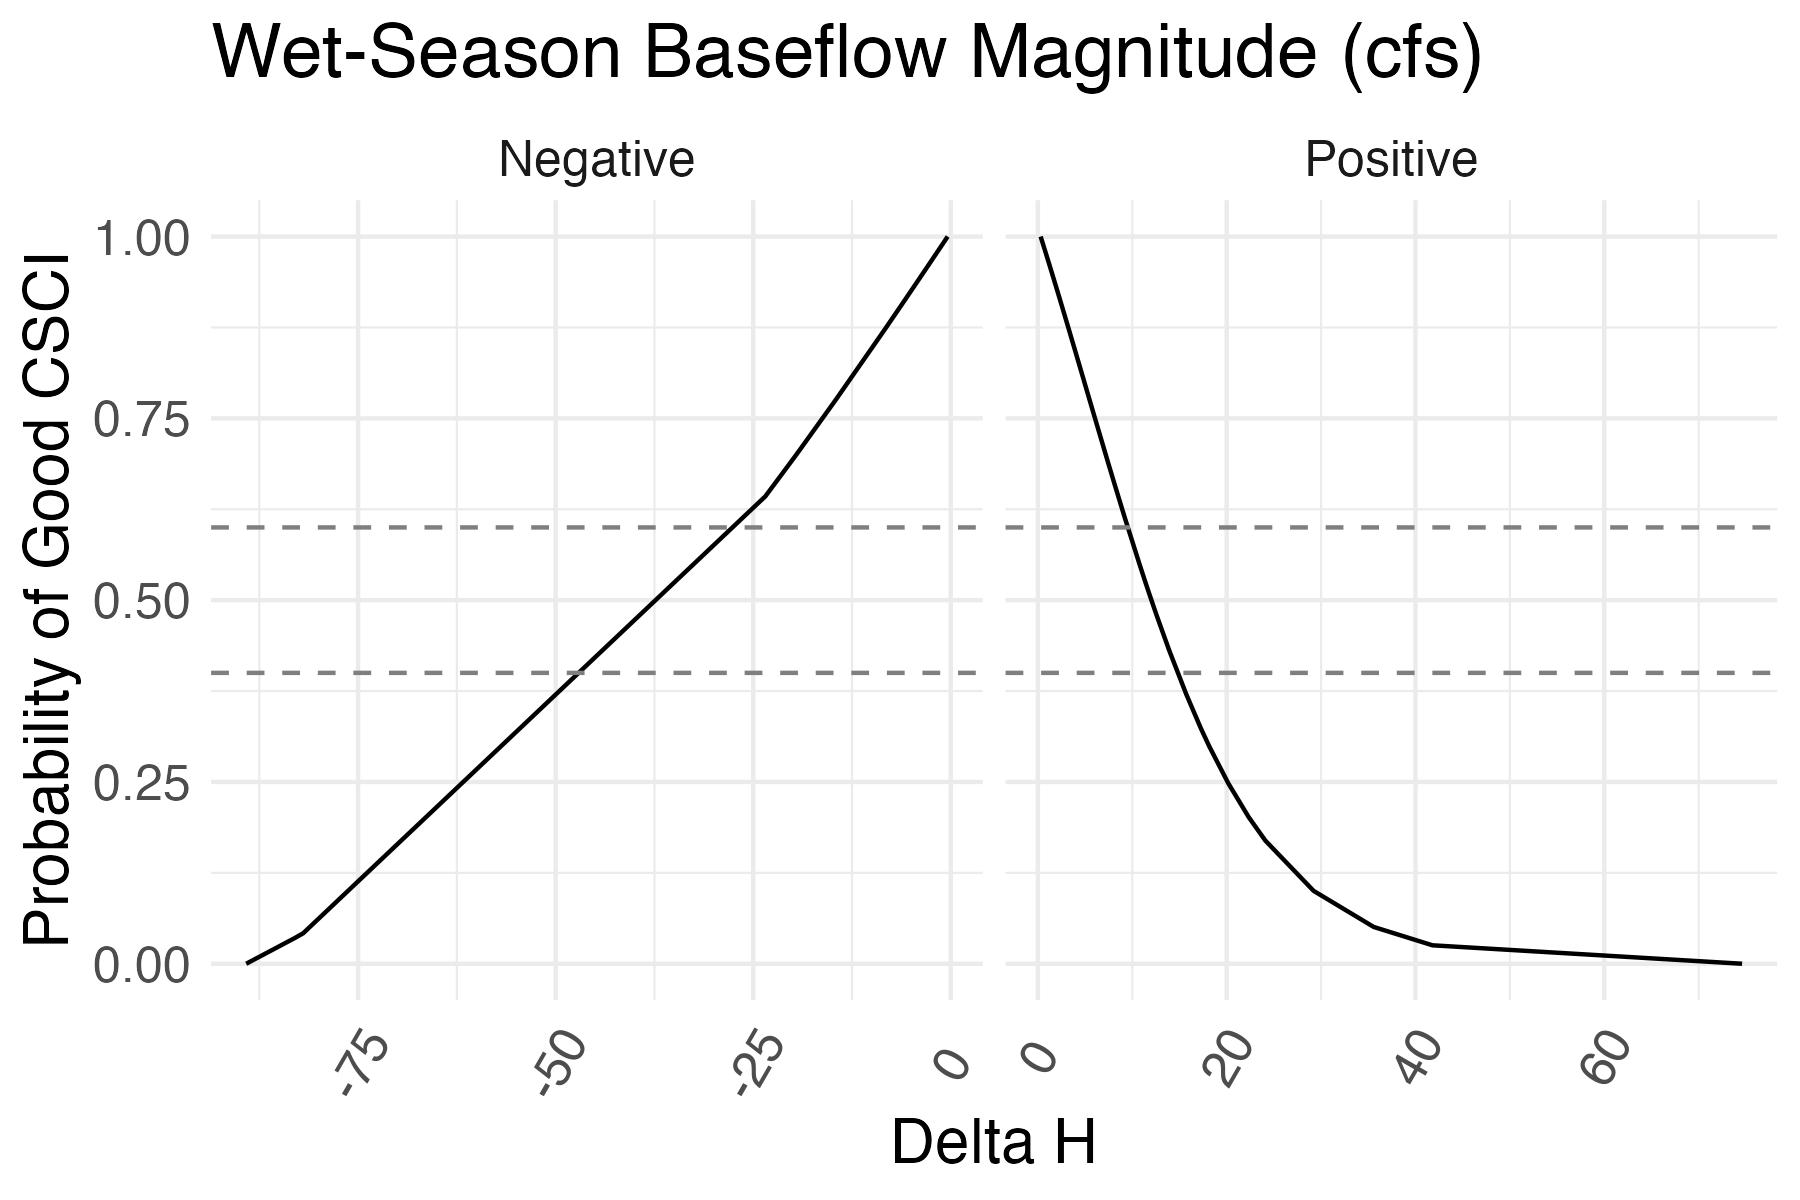 Wet-Season Baseflow Magnitude (cfs)
Negative
Positive
Probability of Good CSCI
1.00
0.75
0.50
0.25
0.00
-75
-50
-25
0
0
20
40
60
Delta H